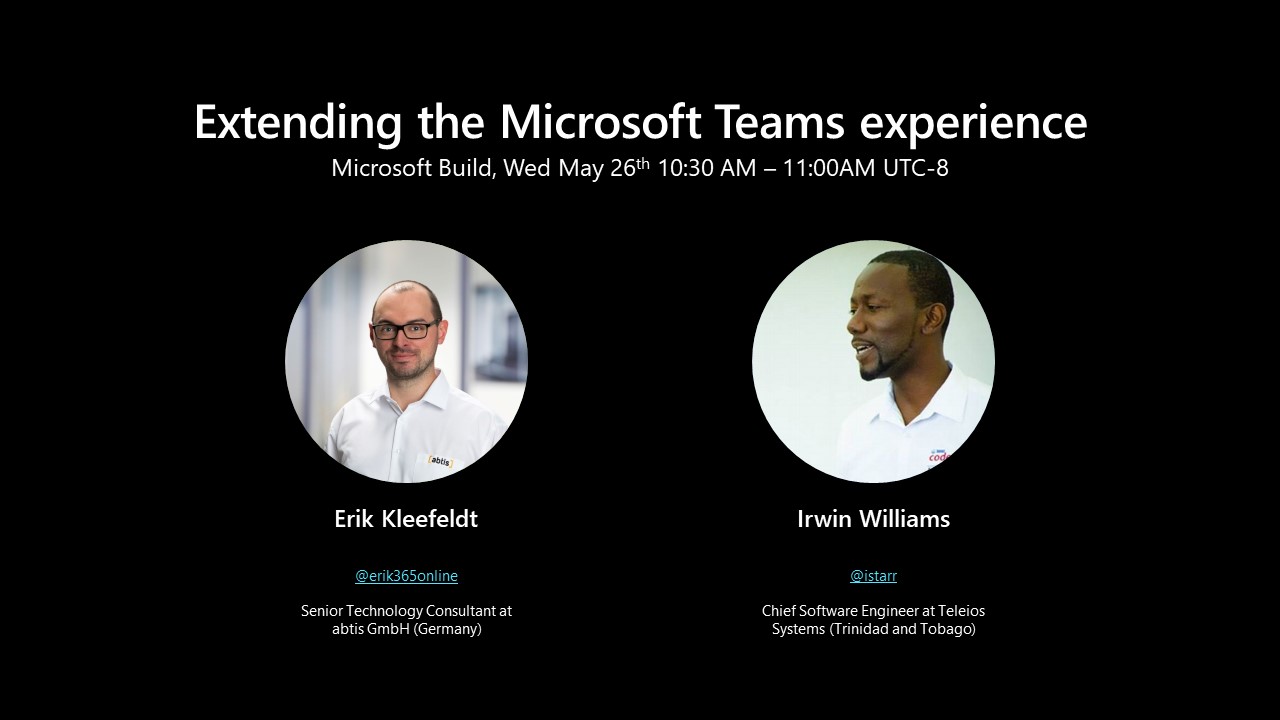 Extending the Microsoft Teams experience
Microsoft Build, Wed May 26th 10:30 AM – 11:00AM UTC-8
[abtis]
code
Erik Kleefeldt
Irwin Williams
@erik365online
@istarr
Senior Technology Consultant at
abtis GmbH (Germany)
Chief Software Engineer at Teleios
Systems (Trinidad and Tobago)